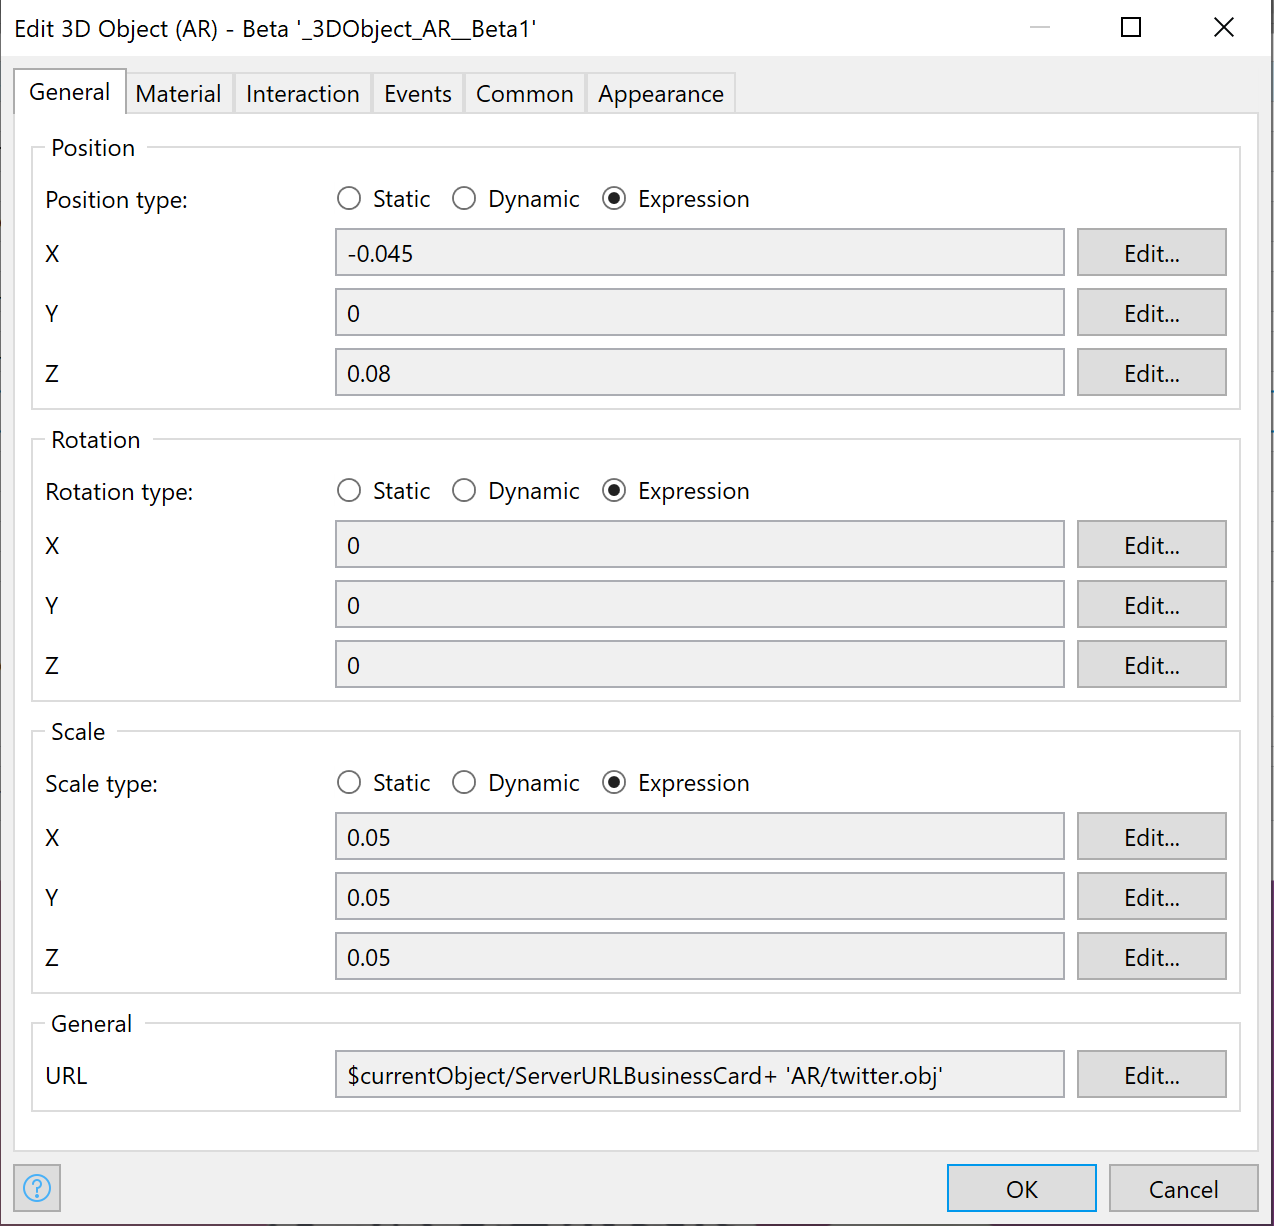 Edit 3D Object (AR) - Beta '_3DObject_AR__Beta1'
General Material Interaction Events Common Appearance
Position
Position type: Static Dynamic Expression
X -0.045 Edit...
Y 0 Edit...
Z 0.08 Edit...
Rotation
Rotation type: Static Dynamic Expression
X 0 Edit...
Y 0 Edit...
Z 0 Edit...
Scale
Scale type: Static Dynamic Expression
X 0.05 Edit...
Y 0.05 Edit...
Z 0.05 Edit...
General
URL $currentObject/ServerURLBusinessCard+ 'AR/twitter.obj' Edit...
? OK Cancel